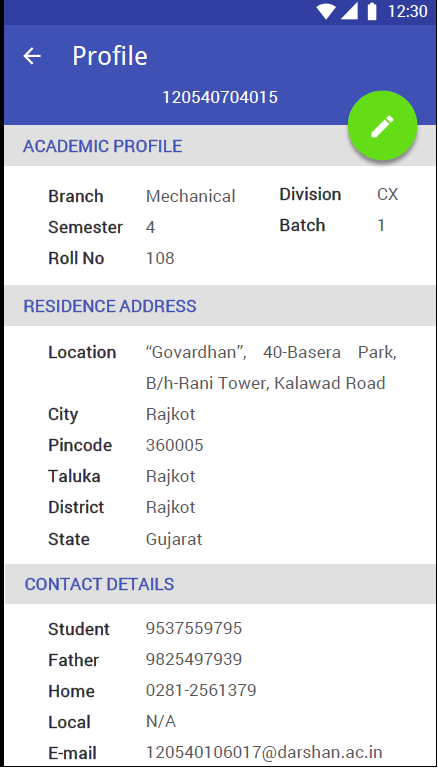 12:30
Profile
120540704015
ACADEMIC PROFILE
Branch Mechanical Division CX
Semester 4 Batch 1
Roll No 108
RESIDENCE ADDRESS
Location “Govardhan”, 40-Basera Park,
B/h-Rani Tower, Kalawad Road
City Rajkot
Pincode 360005
Taluka Rajkot
District Rajkot
State Gujarat
CONTACT DETAILS
Student 9537559795
Father 9825497939
Home 0281-2561379
Local N/A
E-mail 120540106017@darshan.ac.in